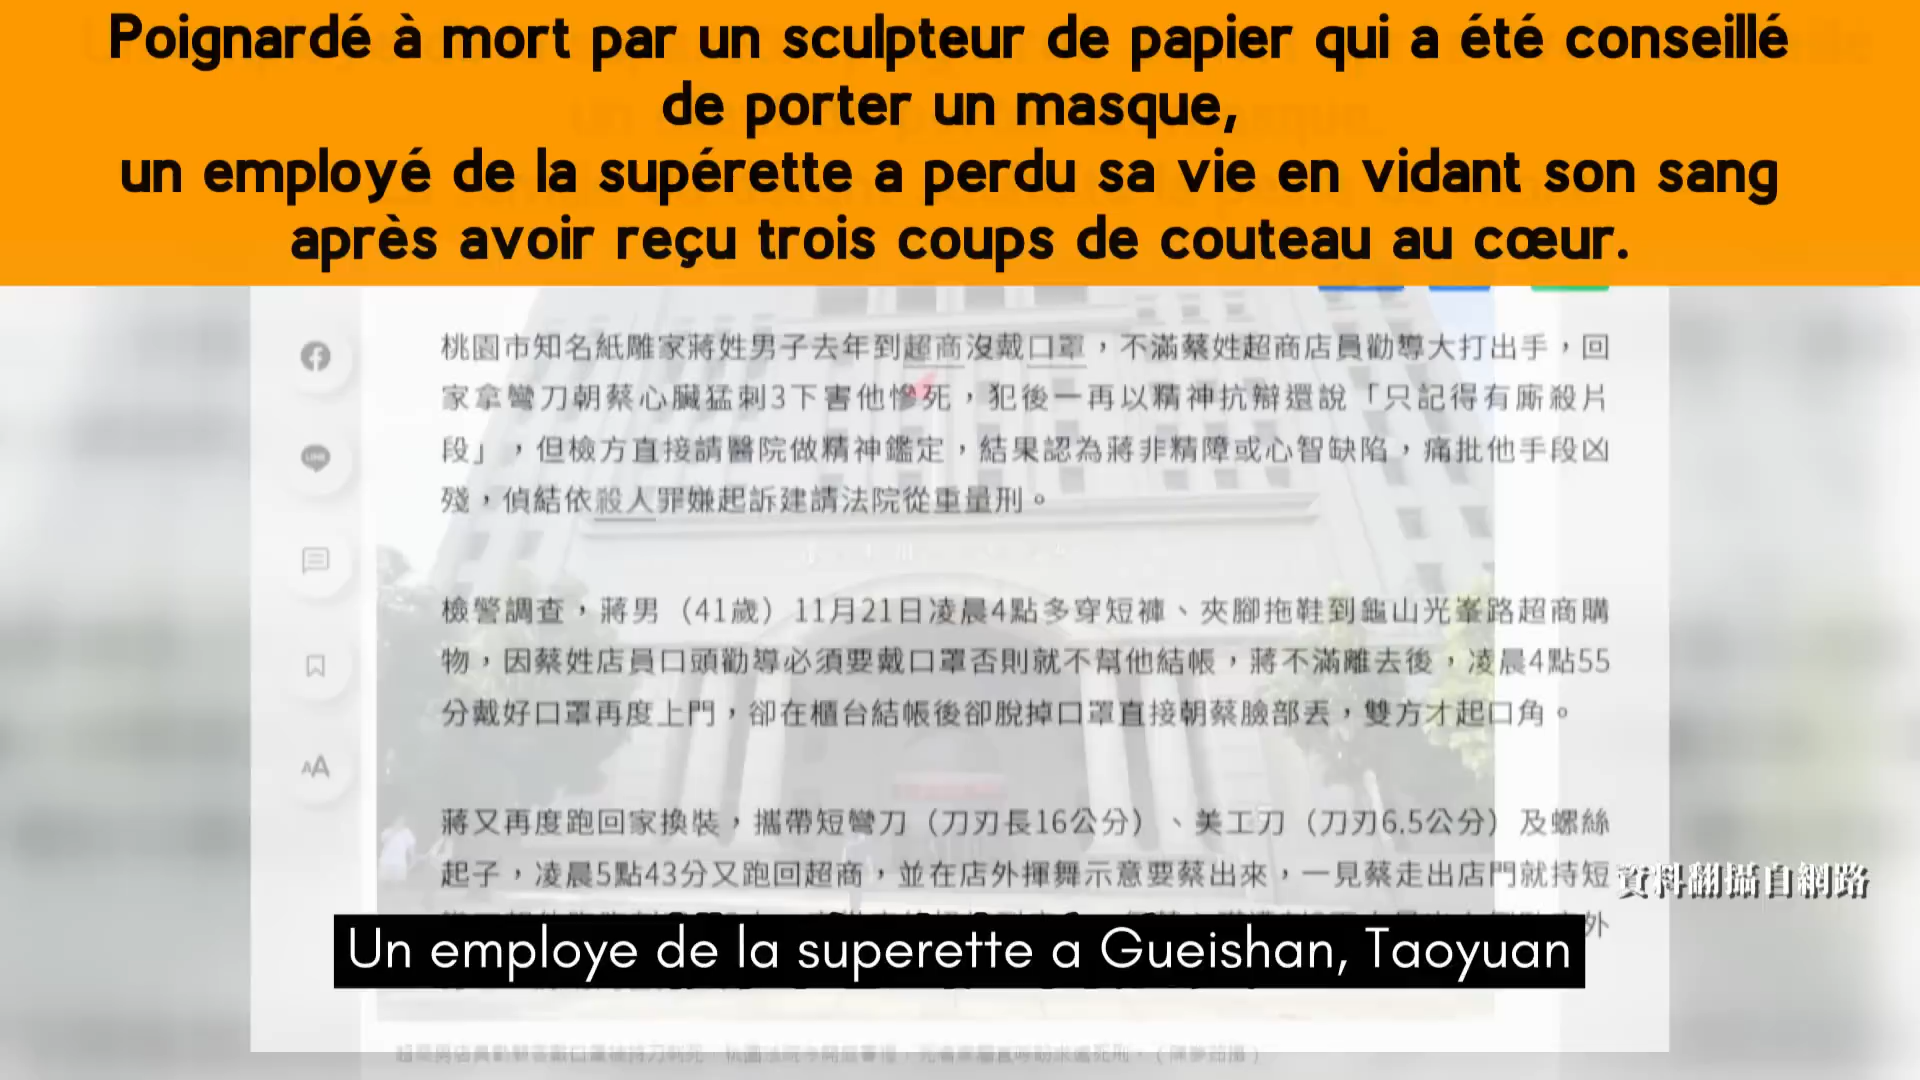 Poignardé à mort par un sculpteur de papier qui a été conseillé
de porter un masque,
un employé de la supérette a perdu sa vie en vidant son sang
après avoir reçu trois coups de couteau au cœur.
桃園市知名紙雕家蔣姓男子去年到超商沒戴口罩，不滿蔡姓超商店員勸導大打出手，回
家拿彎刀朝蔡心臟猛刺3下害他慘死，犯後一再以精神抗辯還說「只記得有廝殺片
段」，但檢方直接請醫院做精神鑑定，結果認為蔣非精障或心智缺陷，痛批他手段凶
殘，偵結依殺人罪嫌起訴建請法院從重量刑。
檢警調查，蔣男（41歲）11月21日凌晨4點多穿短褲、夾腳拖鞋到龜山光峯路超商購
物，因蔡姓店員口頭勸導必須要戴口罩否則就不幫他結帳，蔣不滿離去後，凌晨4點55
分戴好口罩再度上門，卻在櫃台結帳後卻脫掉口罩直接朝蔡臉部丟，雙方才起口角。
蔣又再度跑回家換裝，攜帶短彎刀（刀刃長16公分）、美工刀（刀刃6.5公分）及螺絲
起子，凌晨5點43分又跑回超商，並在店外揮舞示意要蔡出來，一見蔡走出店門就持短
資料翻攝自網路
外
Un employe de la superette a Gueishan, Taoyuan